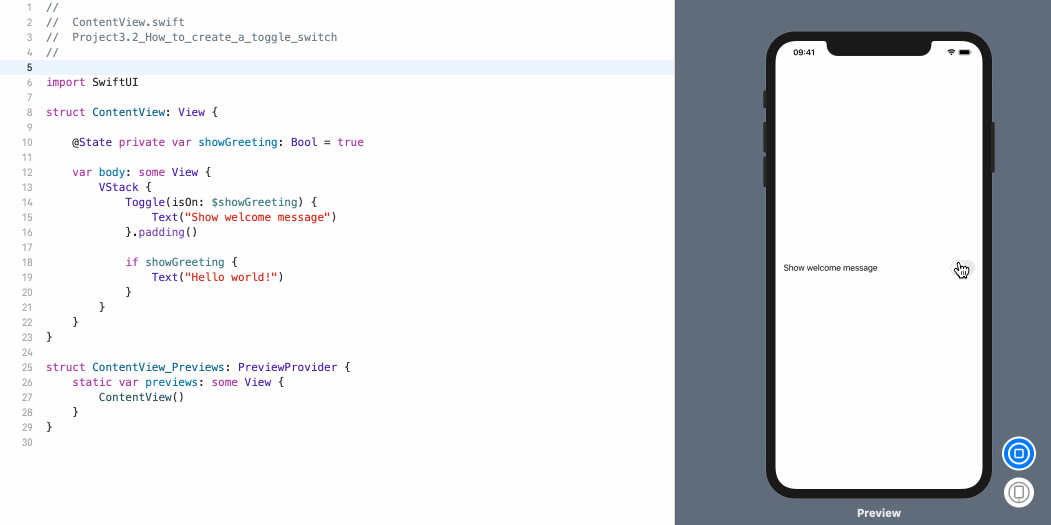 1 //
2 // ContentView.swift
3 // Project3.2_How_to_create_a_toggle_switch
4 //
5
6 import SwiftUI
7
8 struct ContentView: View {
9
10 @State private var showGreeting: Bool = true
11
12 var body: some View {
13 VStack {
14 Toggle(isOn: $showGreeting) {
15 Text("Show welcome message")
16 }.padding()
17
18 if showGreeting {
19 Text("Hello world!")
20 }
21 }
22 }
23 }
24
25 struct ContentView_Previews: PreviewProvider {
26 static var previews: some View {
27 ContentView()
28 }
29 }
30
09:41
Show welcome message
Preview